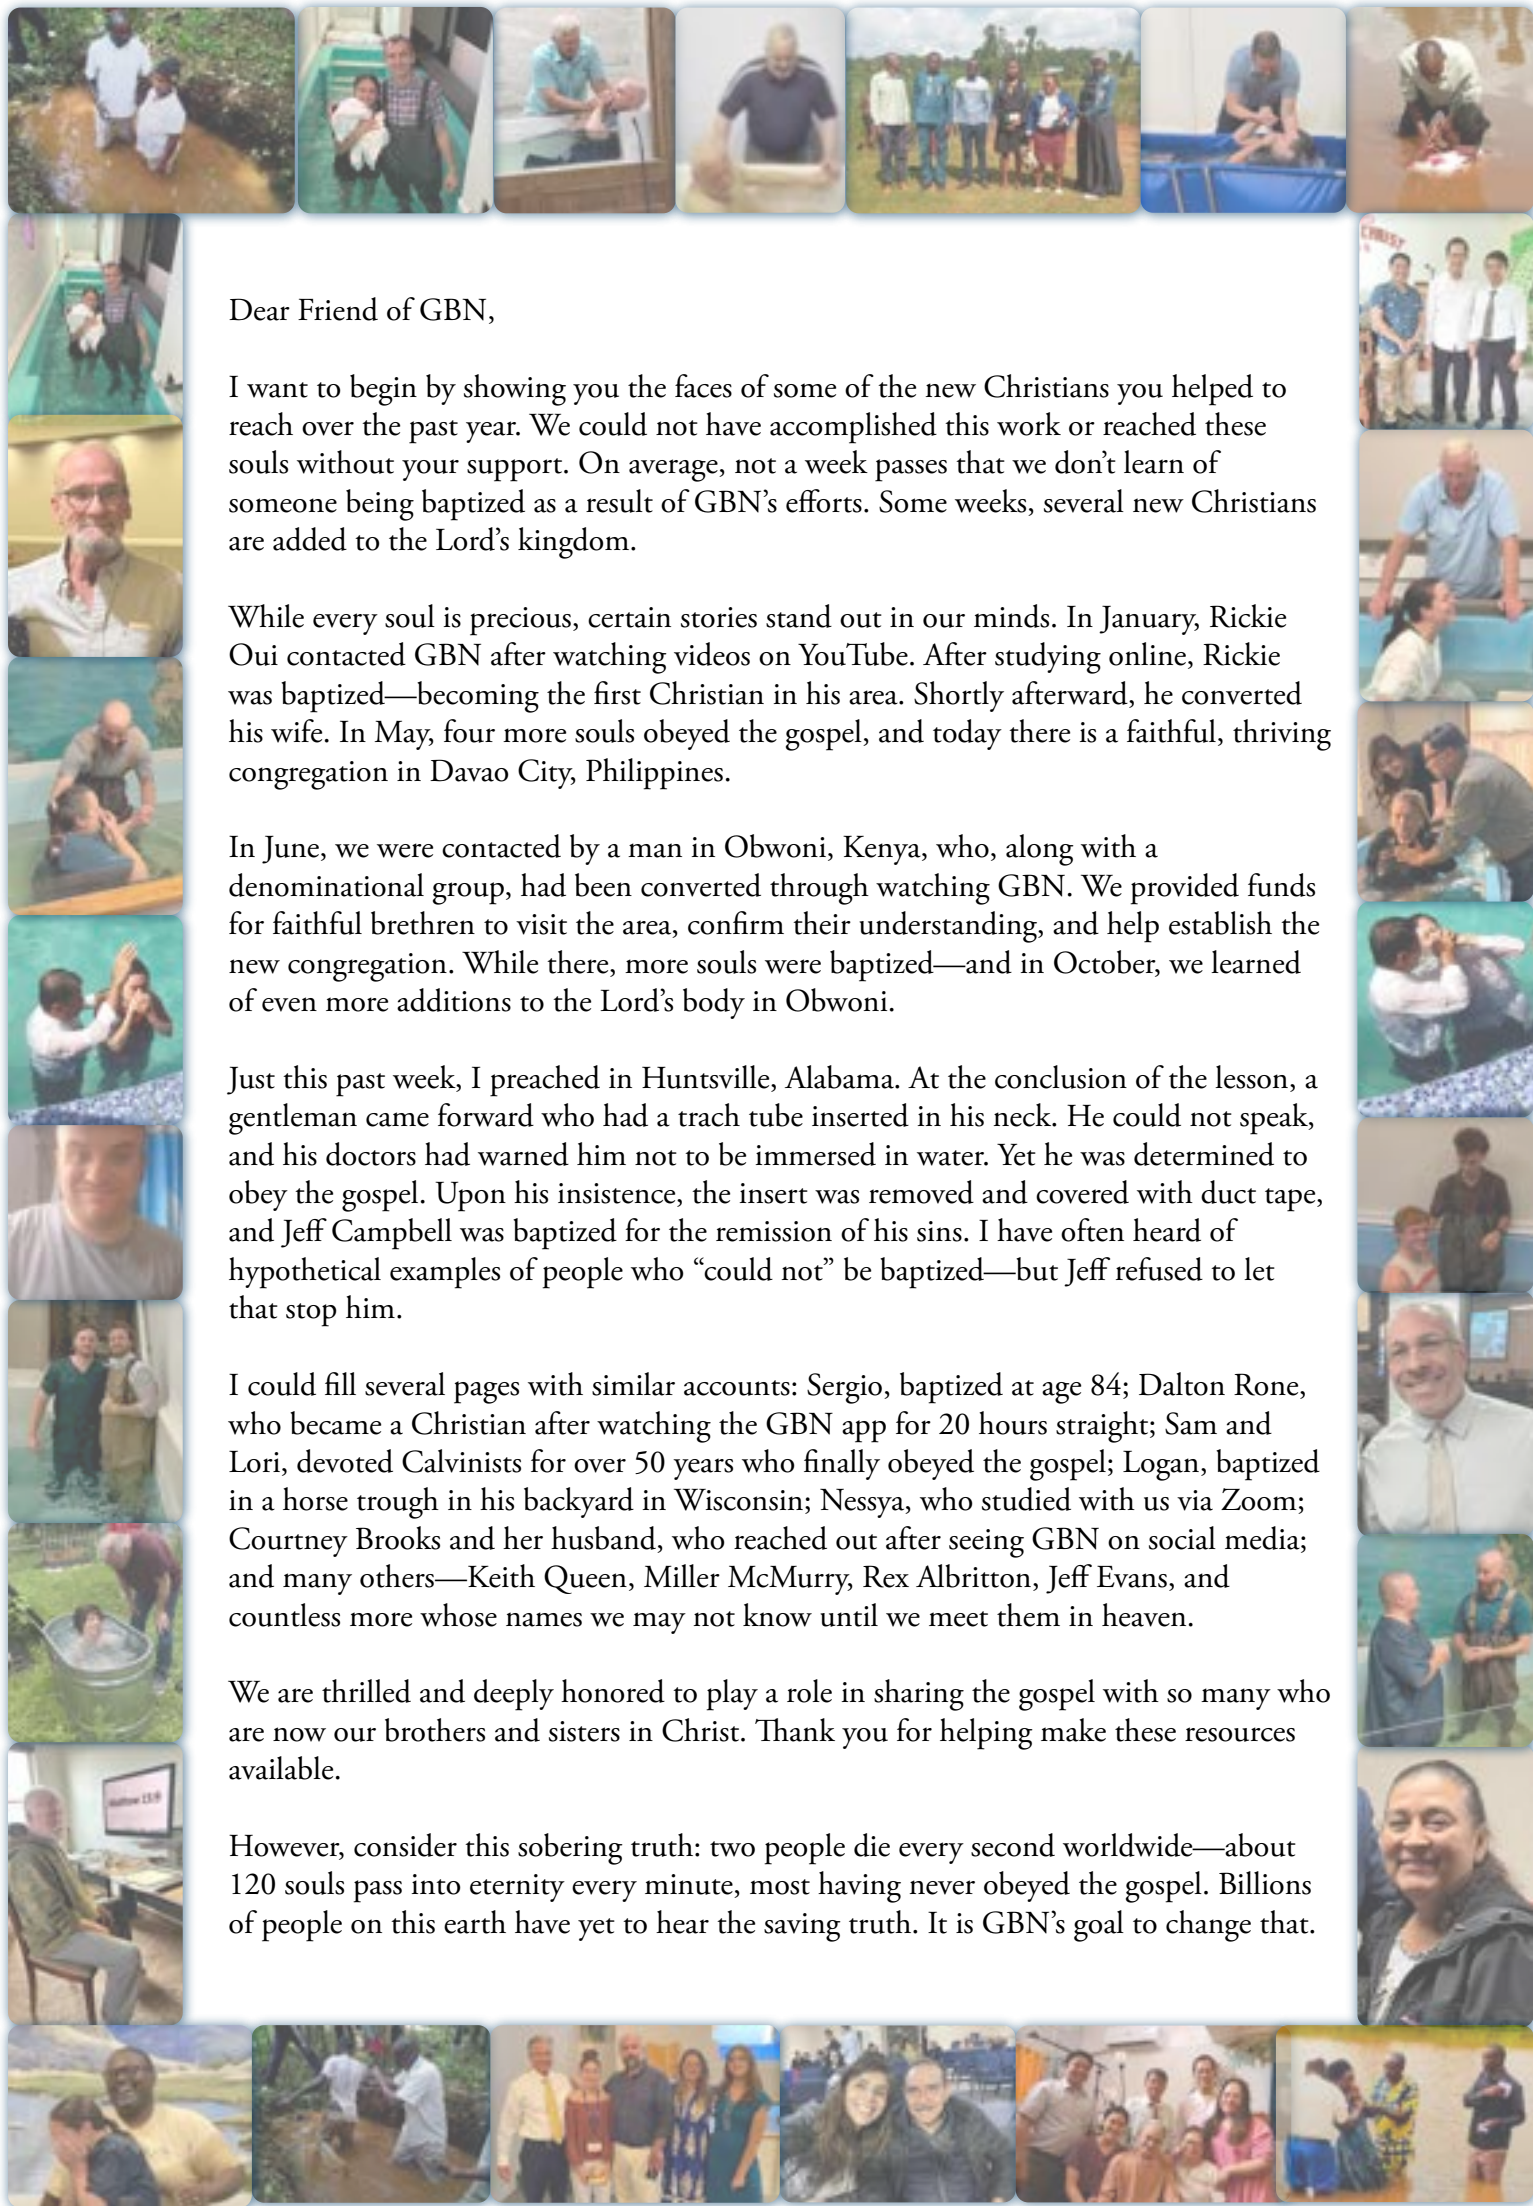 CHRIST
Dear Friend of GBN,
I want to begin by showing you the faces of some of the new Christians you helped to
reach over the past year. We could not have accomplished this work or reached these
souls without your support. On average, not a week passes that we don’t learn of
someone being baptized as a result of GBN’s efforts. Some weeks, several new Christians
are added to the Lord’s kingdom.
While every soul is precious, certain stories stand out in our minds. In January, Rickie
Oui contacted GBN after watching videos on YouTube. After studying online, Rickie
was baptized—becoming the first Christian in his area. Shortly afterward, he converted
his wife. In May, four more souls obeyed the gospel, and today there is a faithful, thriving
congregation in Davao City, Philippines.
In June, we were contacted by a man in Obwoni, Kenya, who, along with a
denominational group, had been converted through watching GBN. We provided funds
for faithful brethren to visit the area, confirm their understanding, and help establish the
new congregation. While there, more souls were baptized—and in October, we learned
of even more additions to the Lord’s body in Obwoni.
Just this past week, I preached in Huntsville, Alabama. At the conclusion of the lesson, a
gentleman came forward who had a trach tube inserted in his neck. He could not speak,
and his doctors had warned him not to be immersed in water. Yet he was determined to
obey the gospel. Upon his insistence, the insert was removed and covered with duct tape,
and Jeff Campbell was baptized for the remission of his sins. I have often heard of
hypothetical examples of people who “could not” be baptized—but Jeff refused to let
that stop him.
I could fill several pages with similar accounts: Sergio, baptized at age 84; Dalton Rone,
who became a Christian after watching the GBN app for 20 hours straight; Sam and
Lori, devoted Calvinists for over 50 years who finally obeyed the gospel; Logan, baptized
in a horse trough in his backyard in Wisconsin; Nessya, who studied with us via Zoom;
Courtney Brooks and her husband, who reached out after seeing GBN on social media;
and many others—Keith Queen, Miller McMurry, Rex Albritton, Jeff Evans, and
countless more whose names we may not know until we meet them in heaven.
We are thrilled and deeply honored to play a role in sharing the gospel with so many who
are now our brothers and sisters in Christ. Thank you for helping make these resources
available.
However, consider this sobering truth: two people die every second worldwide—about
120 souls pass into eternity every minute, most having never obeyed the gospel. Billions
of people on this earth have yet to hear the saving truth. It is GBN’s goal to change that.